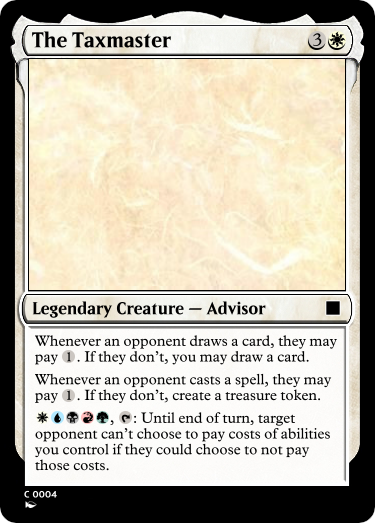 The Taxmaster 3
Legendary Creature — Advisor
Whenever an opponent draws a card, they may
pay 1. If they don't, you may draw a card.
Whenever an opponent casts a spell, they may
pay 1. If they don't, create a treasure token.
, : Until end of turn, target
opponent can't choose to pay costs of abilities
you control if they could choose to not pay
those costs.
C 0004